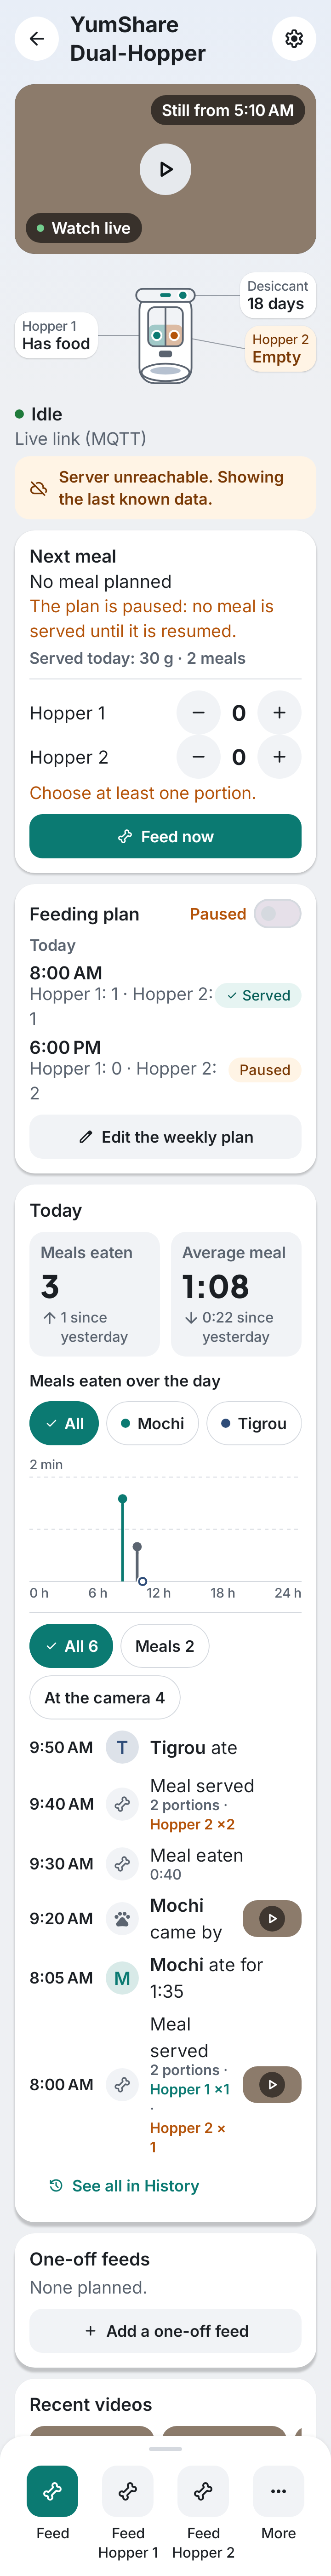 YumShare
Dual-Hopper
Still from 5:10 AM
Watch live
Desiccant
18 days
Hopper 1
Has food
Hopper 2
Empty
Idle
Live link (MQTT)
Server unreachable. Showing
the last known data.
Next meal
No meal planned
The plan is paused: no meal is
served until it is resumed.
Served today: 30 g · 2 meals
Hopper 1 − 0 +
Hopper 2 − 0 +
Choose at least one portion.
Feed now
Feeding plan Paused
Today
8:00 AM
Hopper 1: 1 · Hopper 2:
1
Served
6:00 PM
Hopper 1: 0 · Hopper 2:
2
Paused
Edit the weekly plan
Today
Meals eaten
3
1 since
yesterday
Average meal
1:08
0:22 since
yesterday
Meals eaten over the day
All Mochi Tigrou
2 min
0 h 6 h 12 h 18 h 24 h
All 6 Meals 2
At the camera 4
9:50 AM T Tigrou ate
9:40 AM Meal served
2 portions ·
Hopper 2 ×2
9:30 AM Meal eaten
0:40
9:20 AM Mochi
came by
8:05 AM M Mochi ate for
1:35
8:00 AM Meal
served
2 portions ·
Hopper 1 ×1
·
Hopper 2 ×
1
See all in History
One-off feeds
None planned.
+ Add a one-off feed
Recent videos
Feed
Feed
Hopper 1
Feed
Hopper 2
More